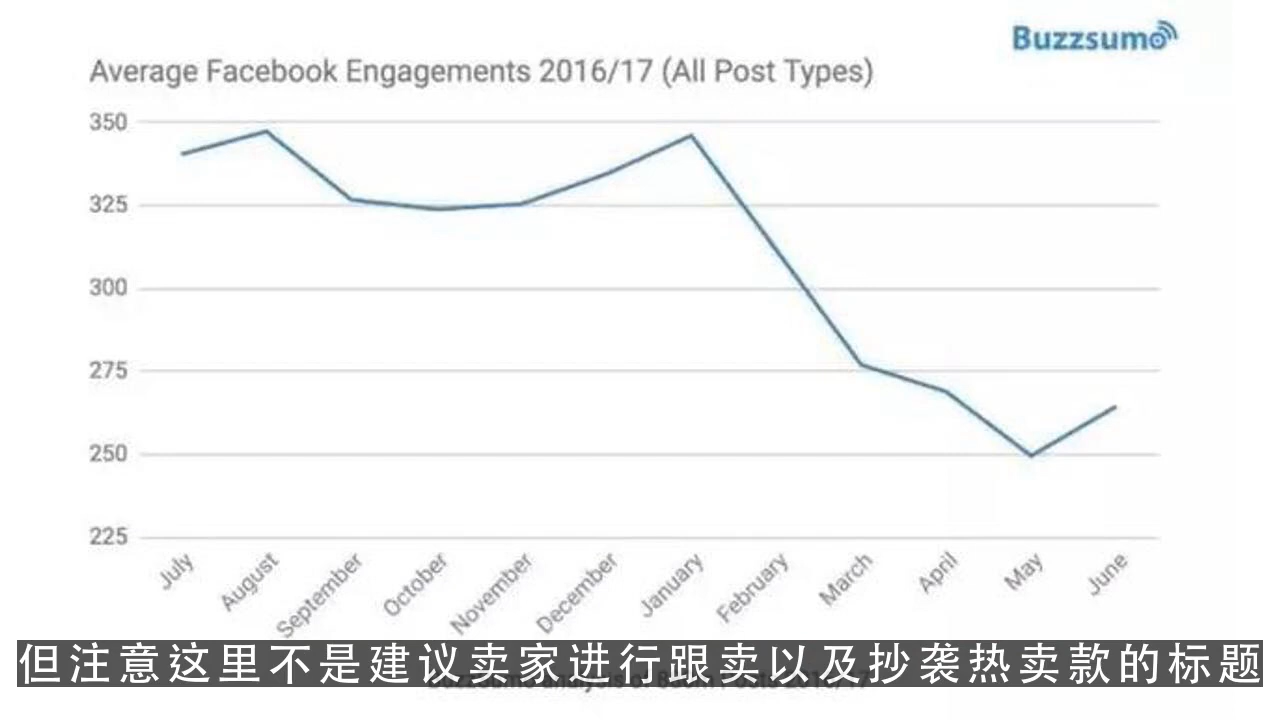 Buzzsumo
Average Facebook Engagements 2016/17 (All Post Types)
350
325
300
275
250
225
July
August
September
October
November
December
January
February
March
April
May
June
但注意这里不是建议卖家进行跟卖以及抄袭热卖款的标题